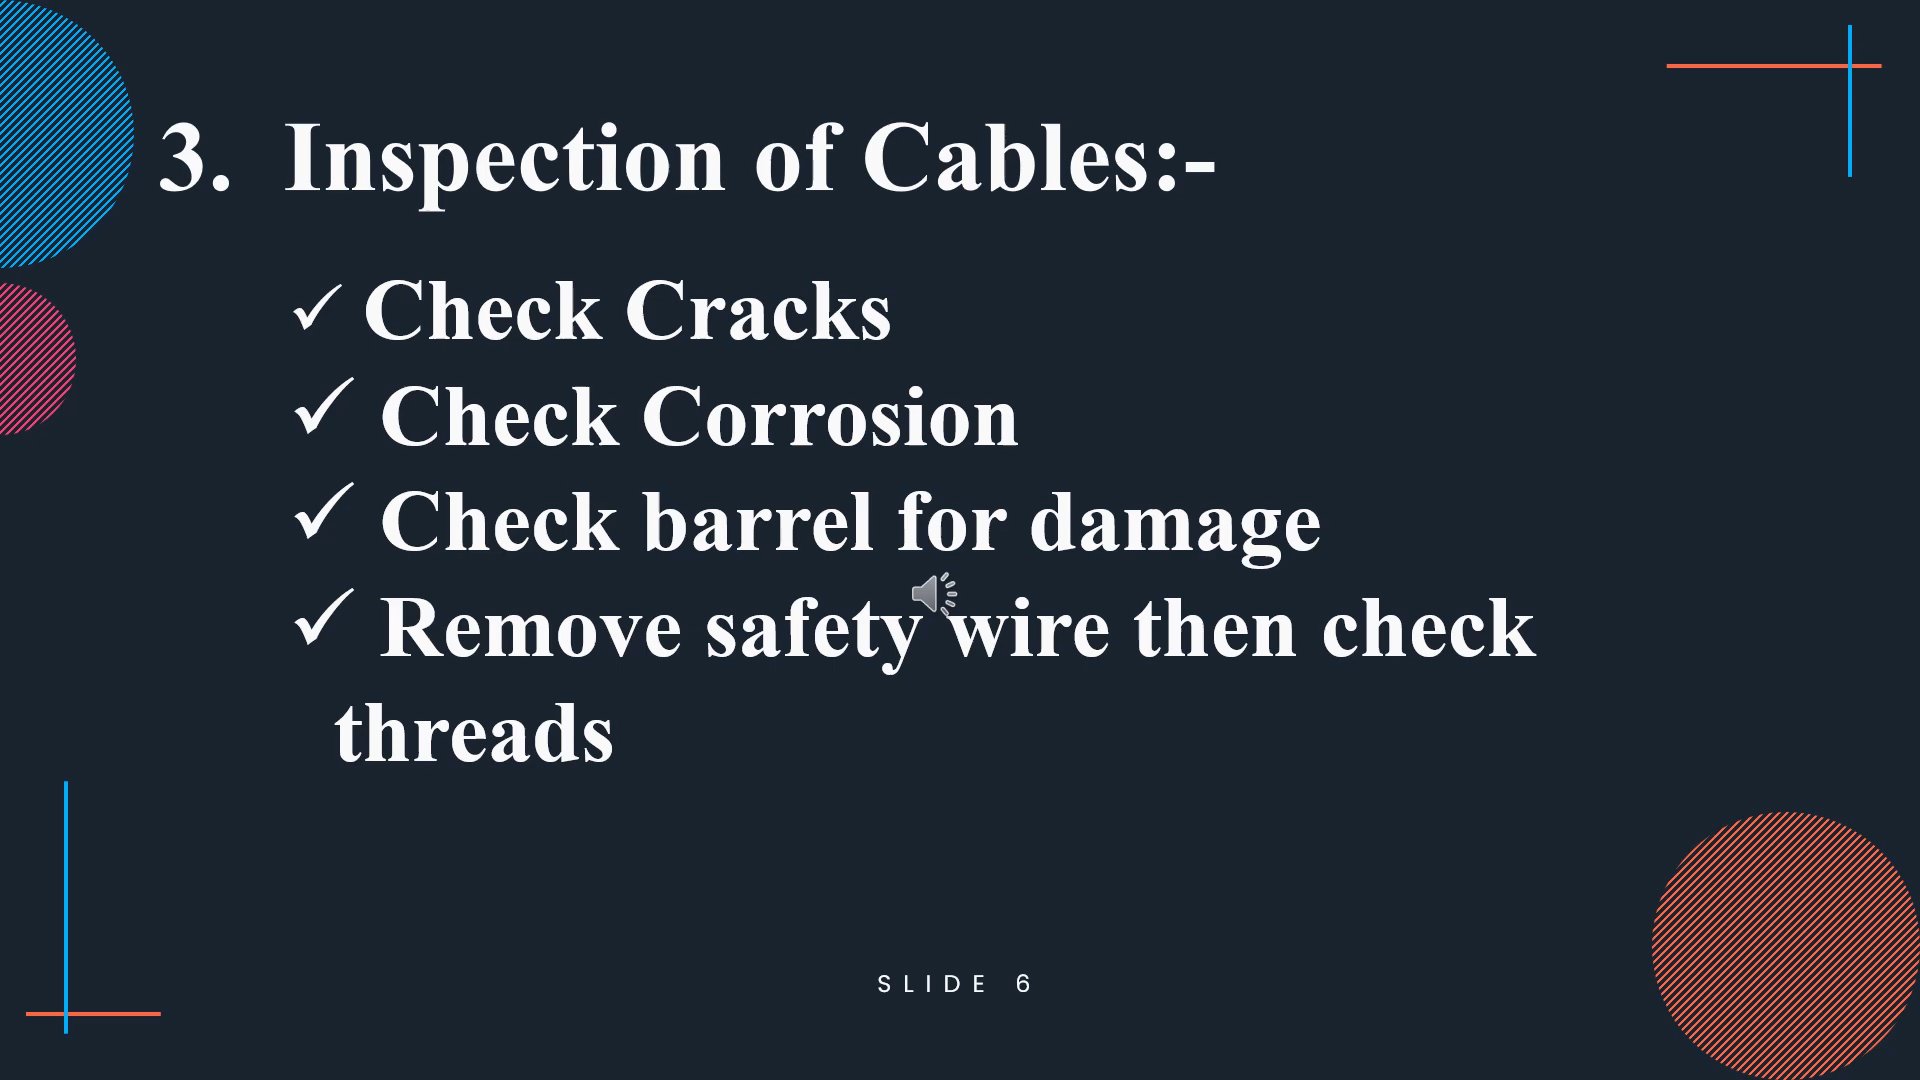 3. Inspection of Cables:-
✓ Check Cracks
✓ Check Corrosion
✓ Check barrel for damage
✓ Remove safety wire then check
threads
SLIDE 6